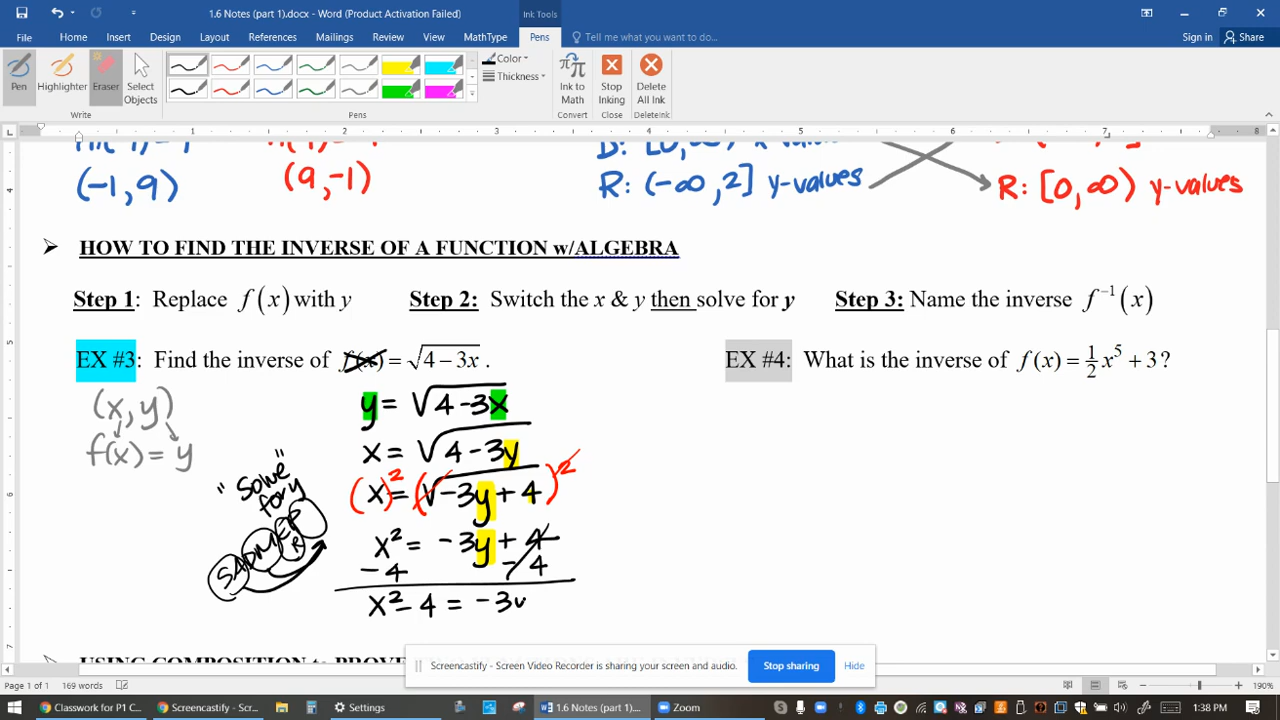 1.6 Notes (part 1).docx - Word (Product Activation Failed)
Ink Tools
File Home Insert Design Layout References Mailings Review View MathType Pens Tell me what you want to do... Sign in Share
Pen Highlighter Eraser Select Objects
Color
Thickness
Ink to Math Stop Inking Delete All Ink
Write Pens Convert Close DeleteInk
(-1, 9) (9, -1)
R: (-∞, 2] y-values R: [0, ∞) y-values
HOW TO FIND THE INVERSE OF A FUNCTION w/ALGEBRA
Step 1: Replace f(x) with y Step 2: Switch the x & y then solve for y Step 3: Name the inverse f⁻¹(x)
EX #3: Find the inverse of f(x) = √(4 − 3x) . EX #4: What is the inverse of f(x) = 1/2 x⁵ + 3?
(x, y)
f(x) = y
y = √(4 - 3x)
x = √(4 - 3y)
(x)² = (√(-3y + 4))²
x² = -3y + 4
-4 -4
x² - 4 = -3
"Solve for y"
SADMEP
R
Screencastify - Screen Video Recorder is sharing your screen and audio. Stop sharing Hide
Page 1 of 1 169 words 190%
Classwork for P1 C... Screencastify - Scr... Settings 1.6 Notes (part 1).... Zoom 1:38 PM